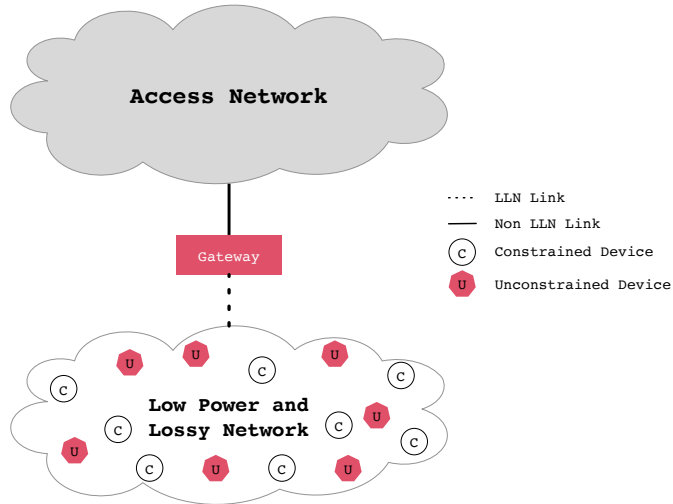 Access Network
LLN Link
Non LLN Link
C Constrained Device
Gateway
U Unconstrained Device
U
U
U
C
C
C
Low Power and
Lossy Network
C
C
U
C
U
C
U
C
U